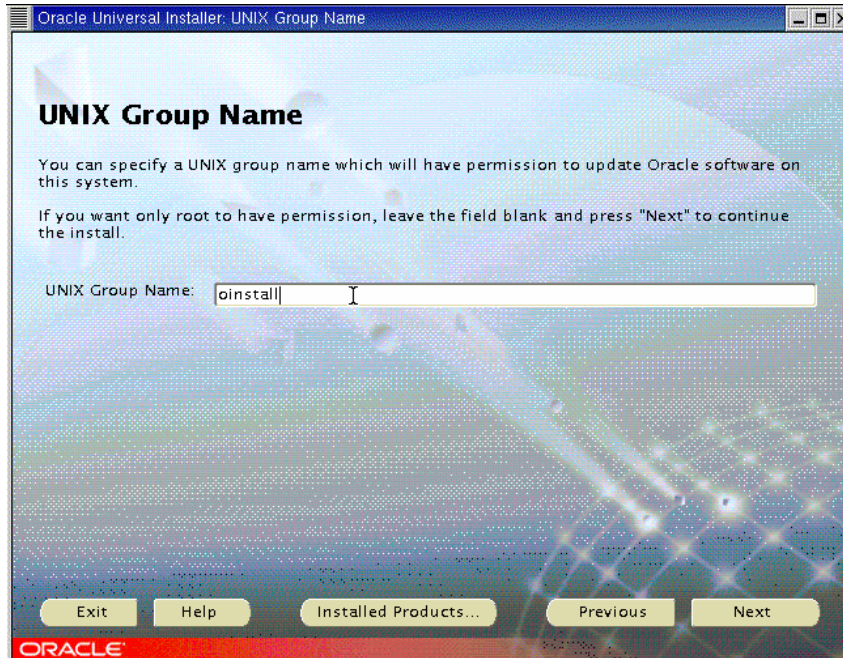 Oracle Universal Installer: UNIX Group Name
UNIX Group Name
You can specify a UNIX group name which will have permission to update Oracle software on
this system.
If you want only root to have permission, leave the field blank and press "Next" to continue
the install.
UNIX Group Name: oinstall
Exit Help Installed Products... Previous Next
ORACLE